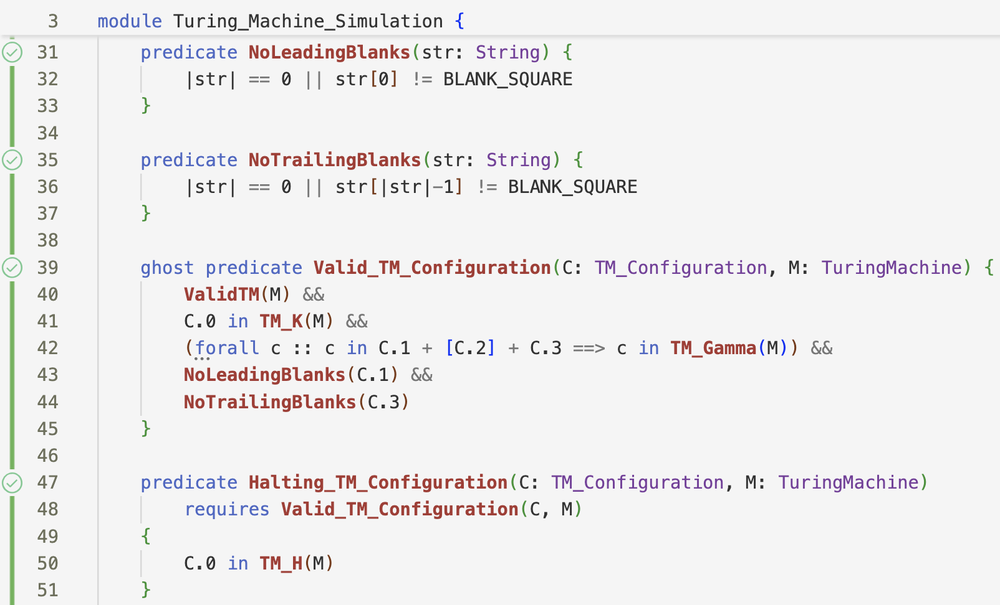 3 module Turing_Machine_Simulation {
31 predicate NoLeadingBlanks(str: String) {
32 |str| == 0 || str[0] != BLANK_SQUARE
33 }
34
35 predicate NoTrailingBlanks(str: String) {
36 |str| == 0 || str[|str|-1] != BLANK_SQUARE
37 }
38
39 ghost predicate Valid_TM_Configuration(C: TM_Configuration, M: TuringMachine) {
40 ValidTM(M) &&
41 C.0 in TM_K(M) &&
42 (forall c :: c in C.1 + [C.2] + C.3 ==> c in TM_Gamma(M)) &&
43 NoLeadingBlanks(C.1) &&
44 NoTrailingBlanks(C.3)
45 }
46
47 predicate Halting_TM_Configuration(C: TM_Configuration, M: TuringMachine)
48 requires Valid_TM_Configuration(C, M)
49 {
50 C.0 in TM_H(M)
51 }